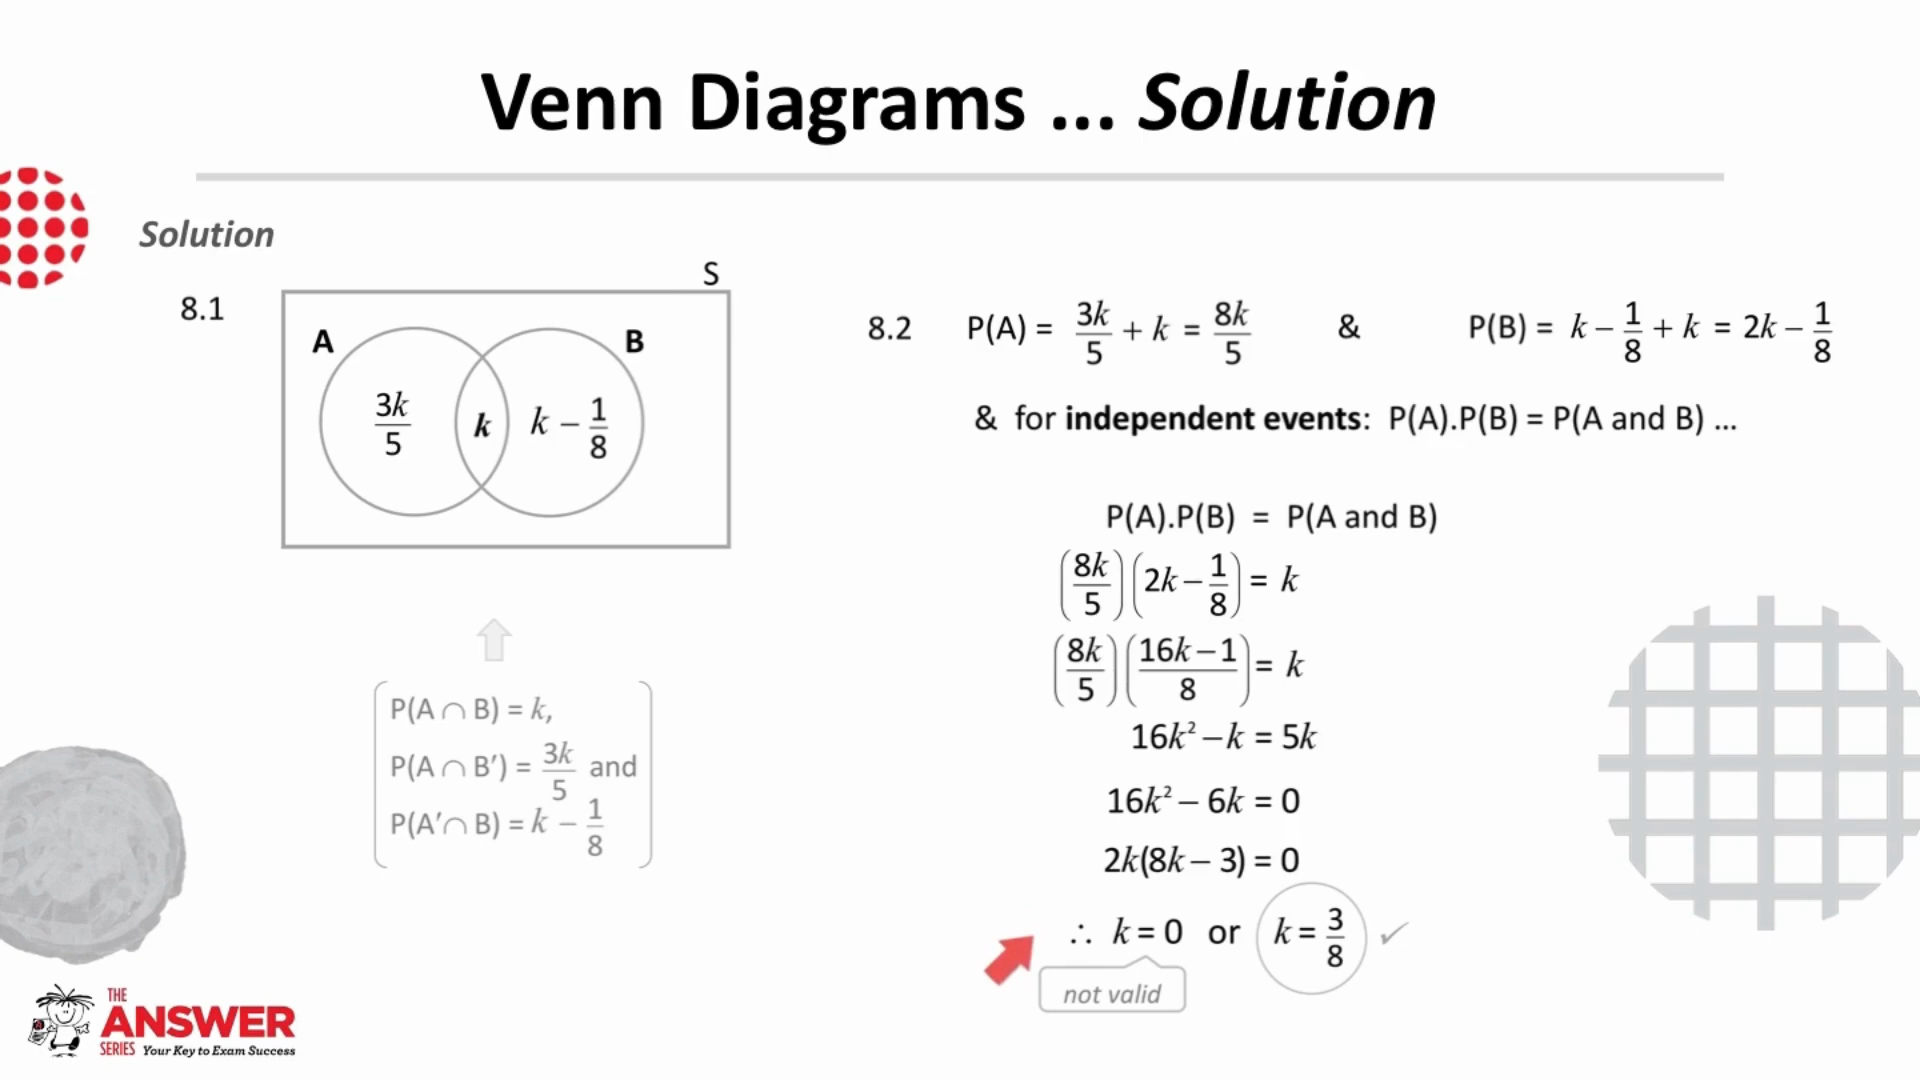 Venn Diagrams ... Solution
Solution
8.1
S
A
B
3k/5
k
k – 1/8
P(A ∩ B) = k,
P(A ∩ B′) = 3k/5 and
P(A′∩ B) = k – 1/8
8.2 P(A) = 3k/5 + k = 8k/5 & P(B) = k – 1/8 + k = 2k – 1/8
& for independent events: P(A).P(B) = P(A and B) ...
P(A).P(B) = P(A and B)
(8k/5)(2k – 1/8) = k
(8k/5)((16k – 1)/8) = k
16k² – k = 5k
16k² – 6k = 0
2k(8k – 3) = 0
∴ k = 0 or k = 3/8 ✓
not valid
THE
ANSWER
SERIES Your Key to Exam Success